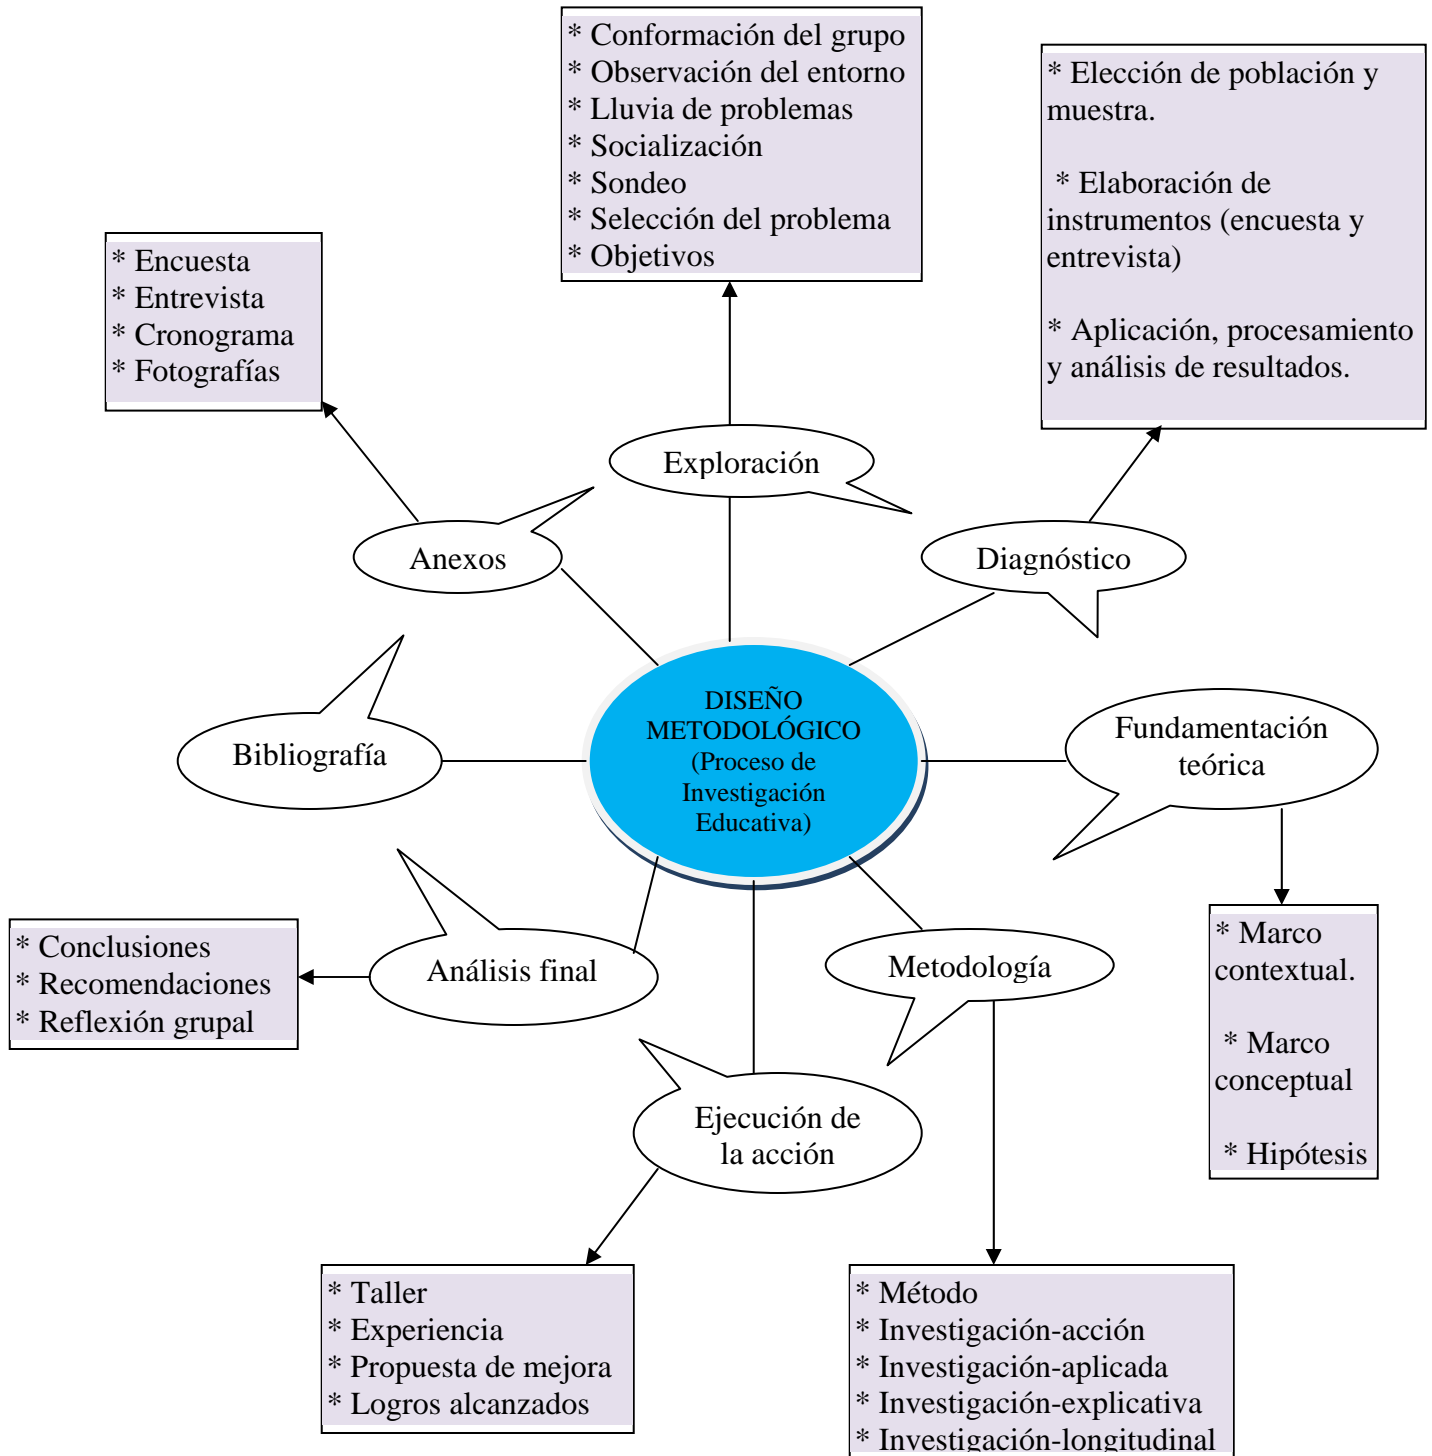 * Conformación del grupo
* Observación del entorno
* Lluvia de problemas
* Socialización
* Sondeo
* Selección del problema
* Objetivos
* Elección de población y
muestra.
* Elaboración de
instrumentos (encuesta y
entrevista)
* Aplicación, procesamiento
y análisis de resultados.
* Encuesta
* Entrevista
* Cronograma
* Fotografías
Exploración
Anexos
Diagnóstico
DISEÑO
METODOLÓGICO
(Proceso de
Investigación
Educativa)
Bibliografía
Fundamentación
teórica
* Marco
contextual.
* Marco
conceptual
* Hipótesis
* Conclusiones
* Recomendaciones
* Reflexión grupal
Análisis final
Metodología
Ejecución de
la acción
* Taller
* Experiencia
* Propuesta de mejora
* Logros alcanzados
* Método
* Investigación-acción
* Investigación-aplicada
* Investigación-explicativa
* Investigación-longitudinal